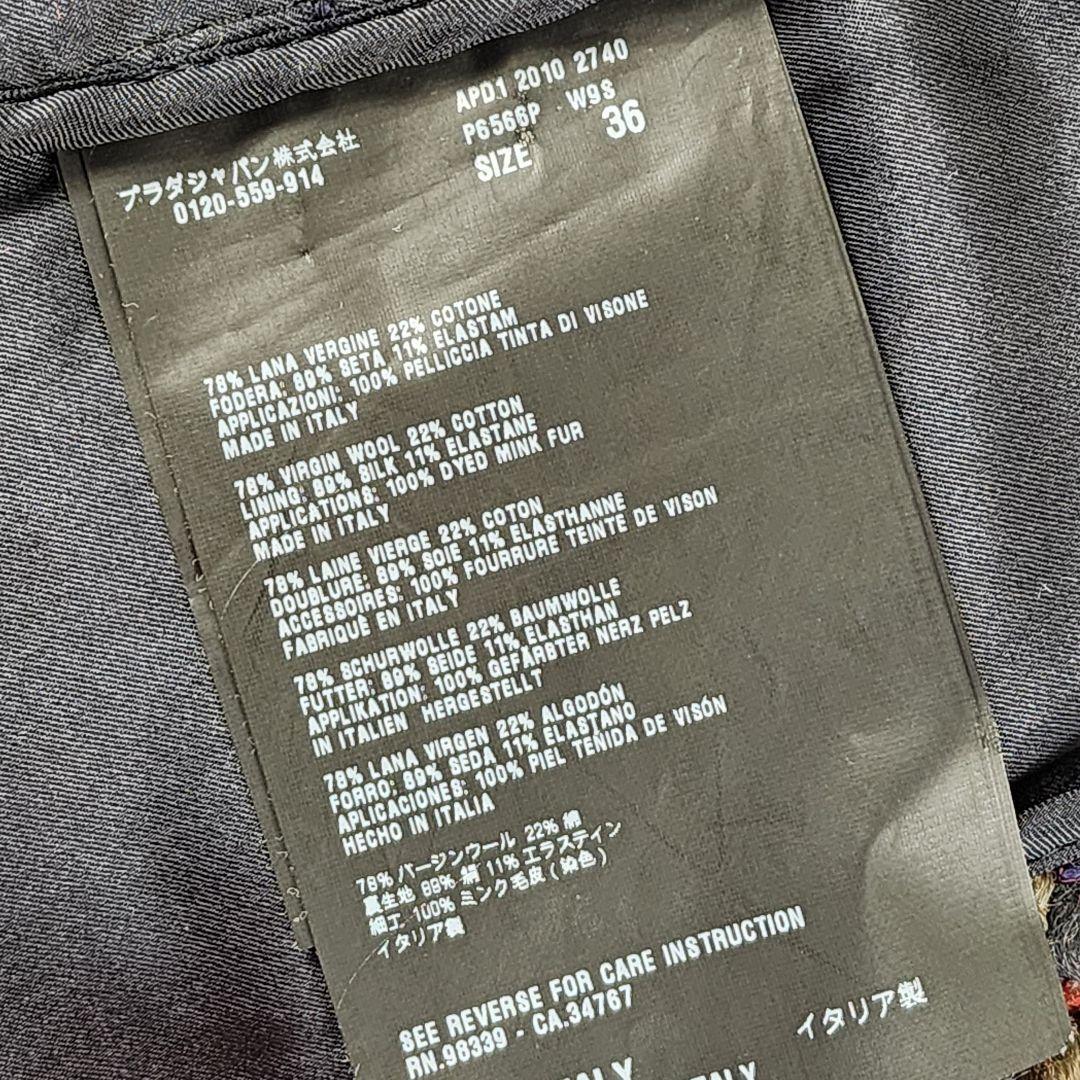 プラダジャパン株式会社
0120-559-914
APD1 2010 2740
P6566P W9S
SIZE 36
78% LANA VERGINE 22% COTONE
FODERA: 89% SETA 11% ELASTAM
APPLICAZIONI: 100% PELLICCIA TINTA DI VISONE
MADE IN ITALY
78% VIRGIN WOOL 22% COTTON
LINING: 89% SILK 11% ELASTANE
APPLICATIONS: 100% DYED MINK FUR
MADE IN ITALY
78% LAINE VIERGE 22% COTON
DOUBLURE: 89% SOIE 11% ELASTHANNE
ACCESSOIRES: 100% FOURRURE TEINTE DE VISON
FABRIQUÉ EN ITALY
78% SCHURWOLLE 22% BAUMWOLLE
FUTTER: 89% SEIDE 11% ELASTHAN
APPLIKATION: 100% GEFÄRBTER NERZ PELZ
IN ITALIEN HERGESTELLT
78% LANA VIRGEN 22% ALGODÓN
FORRO: 89% SEDA 11% ELASTANO
APLICACIONES: 100% PIEL TENIDA DE VISÓN
HECHO IN ITALIA
78% バージンウール 22% 綿
裏生地 89% 絹 11% エラステイン
細工 100% ミンク毛皮 (染色)
イタリア製
SEE REVERSE FOR CARE INSTRUCTION
RN.98339 - CA.34767
イタリア製